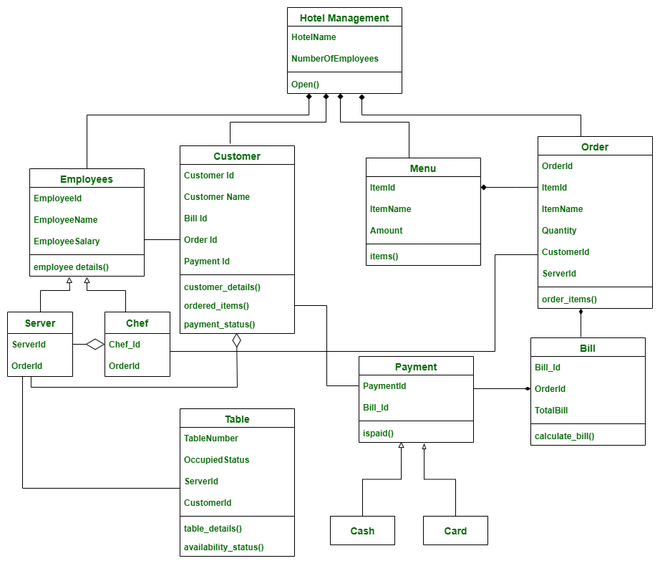 Hotel Management
HotelName
NumberOfEmployees
Open()
Employees
EmployeeId
EmployeeName
EmployeeSalary
employee details()
Customer
Customer Id
Customer Name
Bill Id
Order Id
Payment Id
customer_details()
ordered_items()
payment_status()
Menu
ItemId
ItemName
Amount
items()
Order
OrderId
ItemId
ItemName
Quantity
CustomerId
ServerId
order_items()
Server
ServerId
OrderId
Chef
Chef_Id
OrderId
Payment
PaymentId
Bill_Id
ispaid()
Bill
Bill_Id
OrderId
TotalBill
calculate_bill()
Table
TableNumber
OccupiedStatus
ServerId
CustomerId
table_details()
availability_status()
Cash
Card